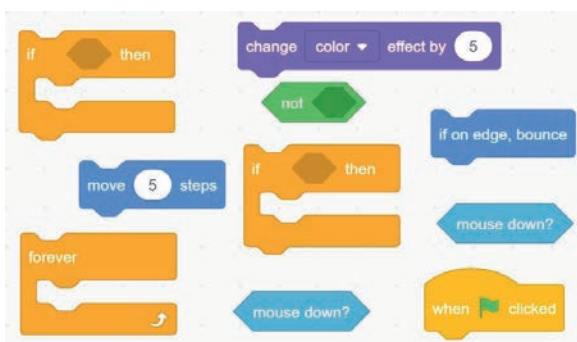 if then
change color effect by 5
not
if on edge, bounce
if then
move 5 steps
mouse down?
forever
mouse down?
when clicked